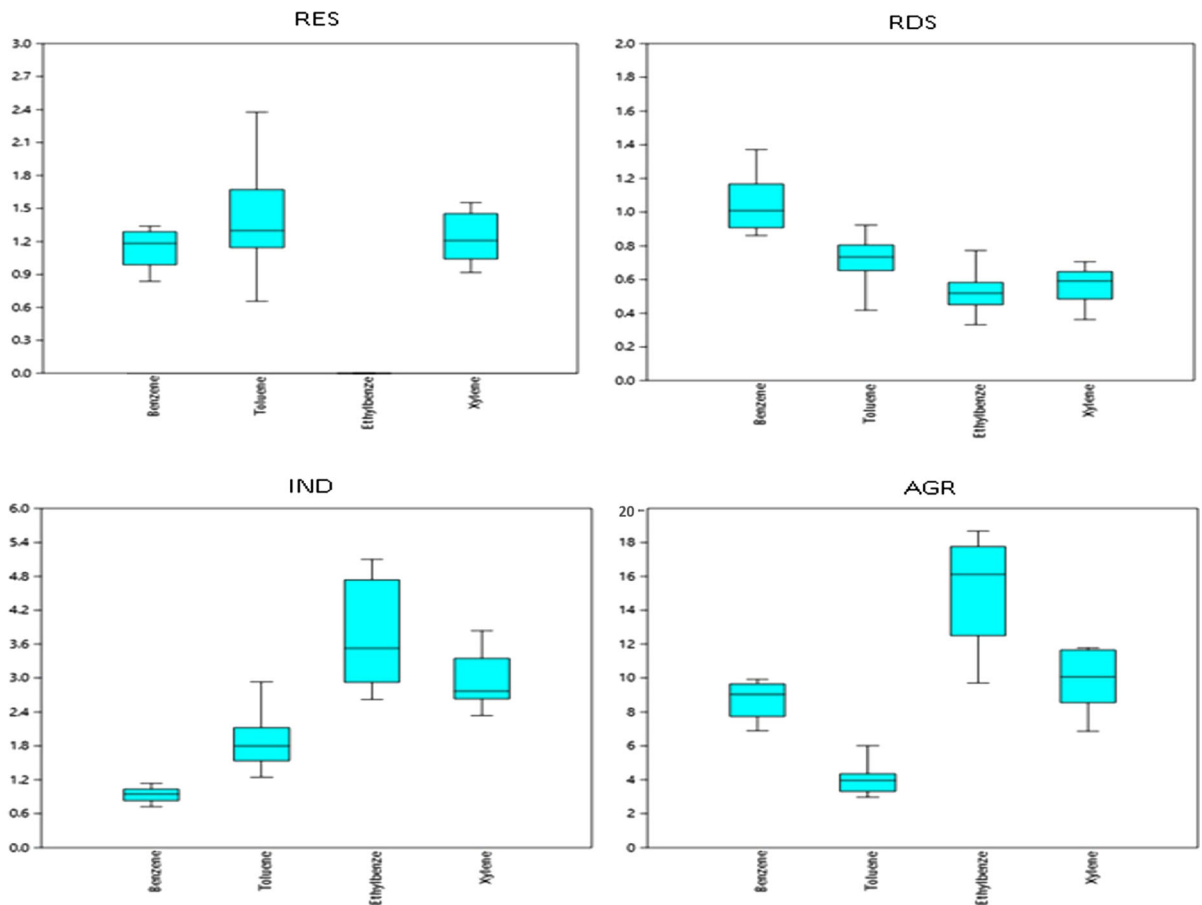 RES
3.0
2.7
2.4
2.1
1.8
1.5
1.2
0.9
0.6
0.3
0.0
Benzene
Toluene
Ethylbenze
Xylene
RDS
2.0
1.8
1.6
1.4
1.2
1.0
0.8
0.6
0.4
0.2
0.0
Benzene
Toluene
Ethylbenze
Xylene
IND
6.0
5.4
4.8
4.2
3.6
3.0
2.4
1.8
1.2
0.6
0.0
Benzene
Toluene
Ethylbenze
Xylene
AGR
20
18
16
14
12
10
8
6
4
2
0
Benzene
Toluene
Ethylbenze
Xylene